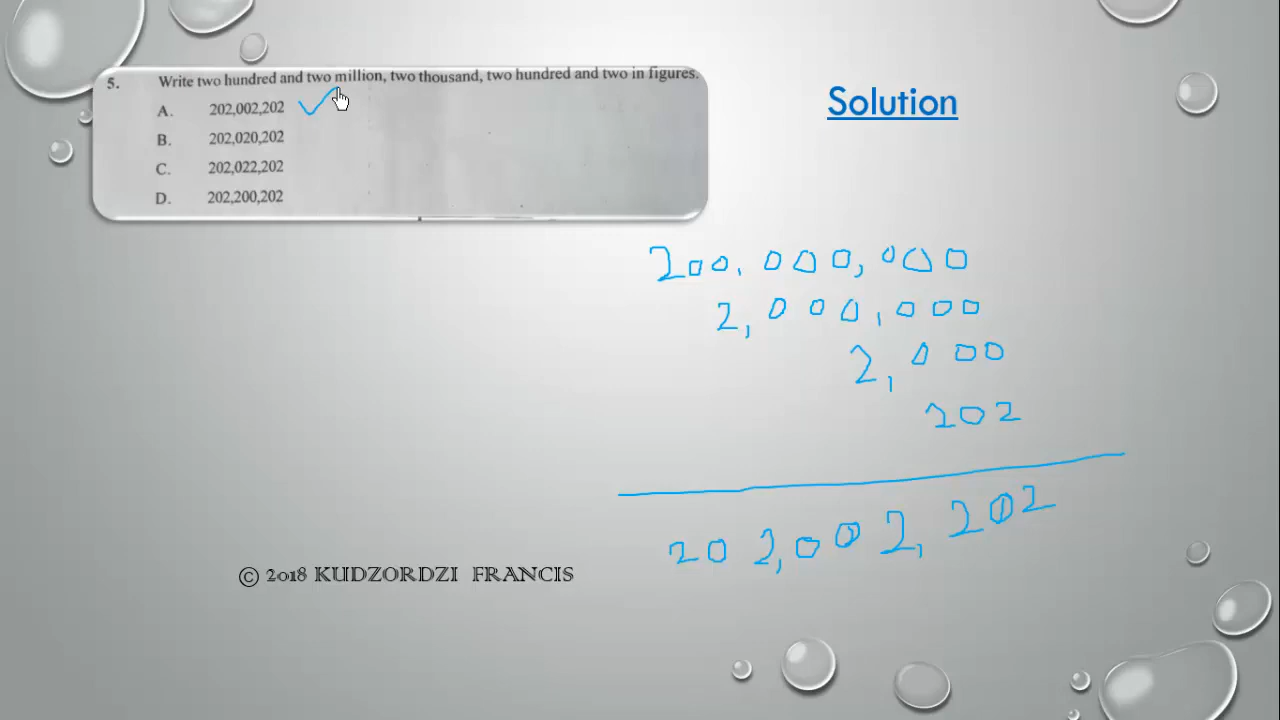 5. Write two hundred and two million, two thousand, two hundred and two in figures.
A. 202,002,202
B. 202,020,202
C. 202,022,202
D. 202,200,202
Solution
200,000,000
2,000,000
2,000
202
202,002,202
© 2018 KUDZORDZI FRANCIS